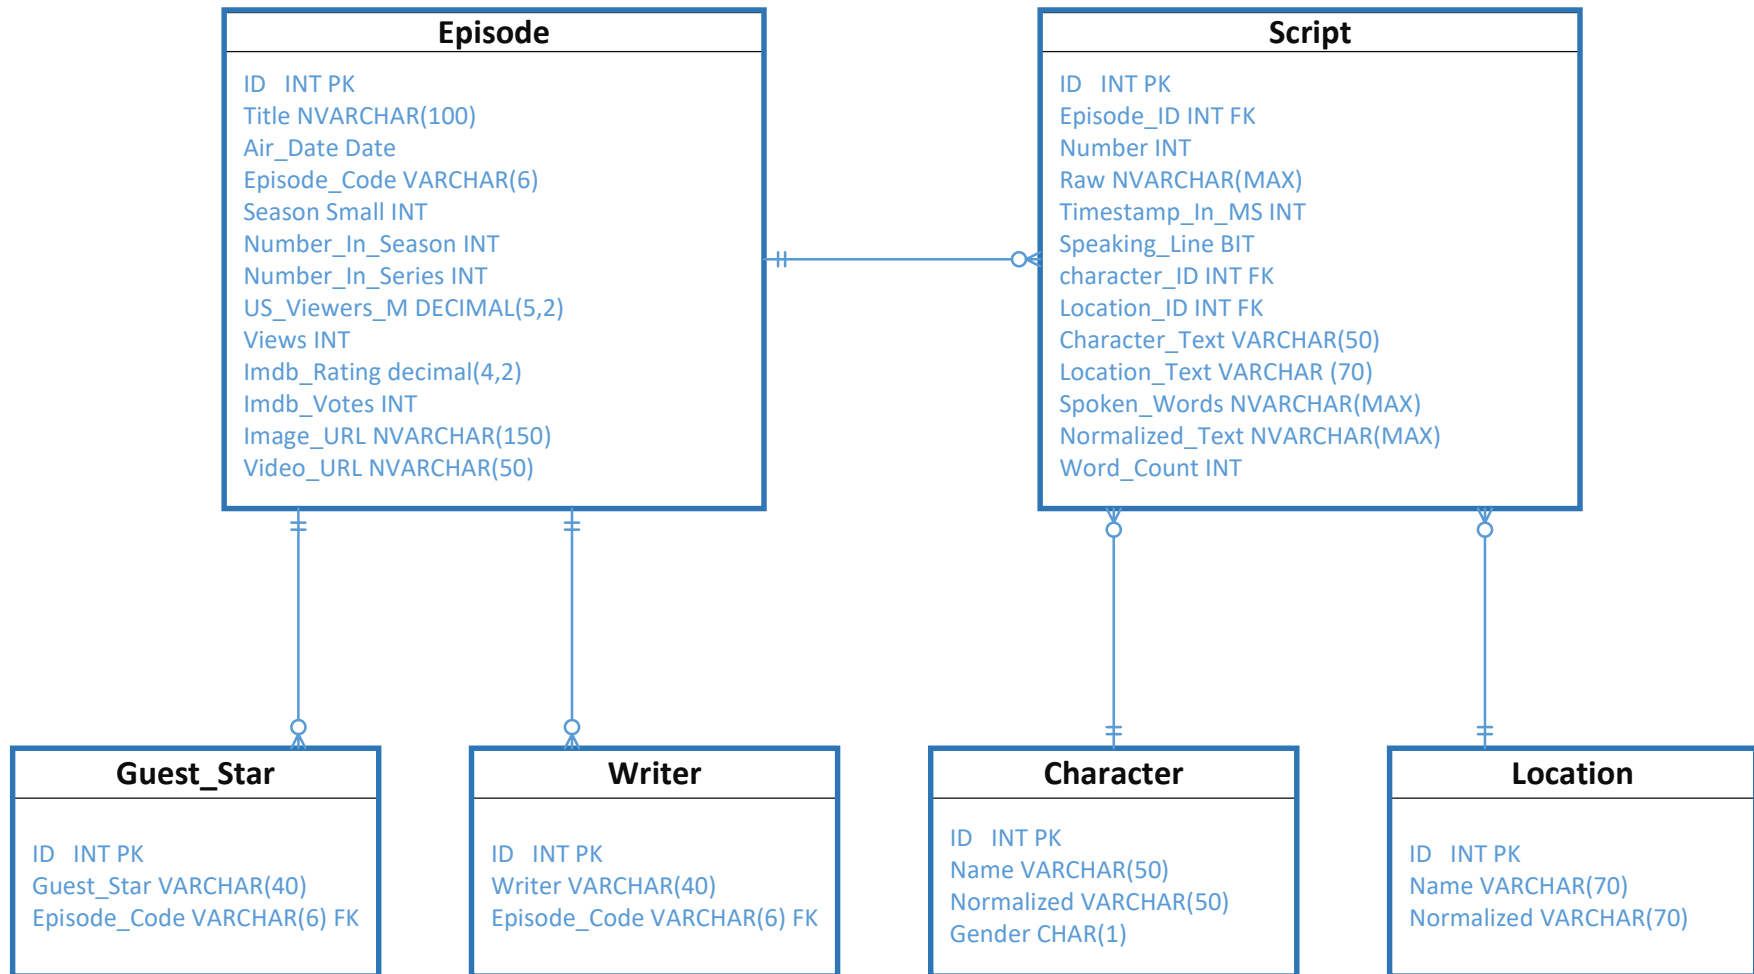 Episode
ID INT PK
Title NVARCHAR(100)
Air_Date Date
Episode_Code VARCHAR(6)
Season Small INT
Number_In_Season INT
Number_In_Series INT
US_Viewers_M DECIMAL(5,2)
Views INT
Imdb_Rating decimal(4,2)
Imdb_Votes INT
Image_URL NVARCHAR(150)
Video_URL NVARCHAR(50)
Script
ID INT PK
Episode_ID INT FK
Number INT
Raw NVARCHAR(MAX)
Timestamp_In_MS INT
Speaking_Line BIT
character_ID INT FK
Location_ID INT FK
Character_Text VARCHAR(50)
Location_Text VARCHAR (70)
Spoken_Words NVARCHAR(MAX)
Normalized_Text NVARCHAR(MAX)
Word_Count INT
Guest_Star
ID INT PK
Guest_Star VARCHAR(40)
Episode_Code VARCHAR(6) FK
Writer
ID INT PK
Writer VARCHAR(40)
Episode_Code VARCHAR(6) FK
Character
ID INT PK
Name VARCHAR(50)
Normalized VARCHAR(50)
Gender CHAR(1)
Location
ID INT PK
Name VARCHAR(70)
Normalized VARCHAR(70)